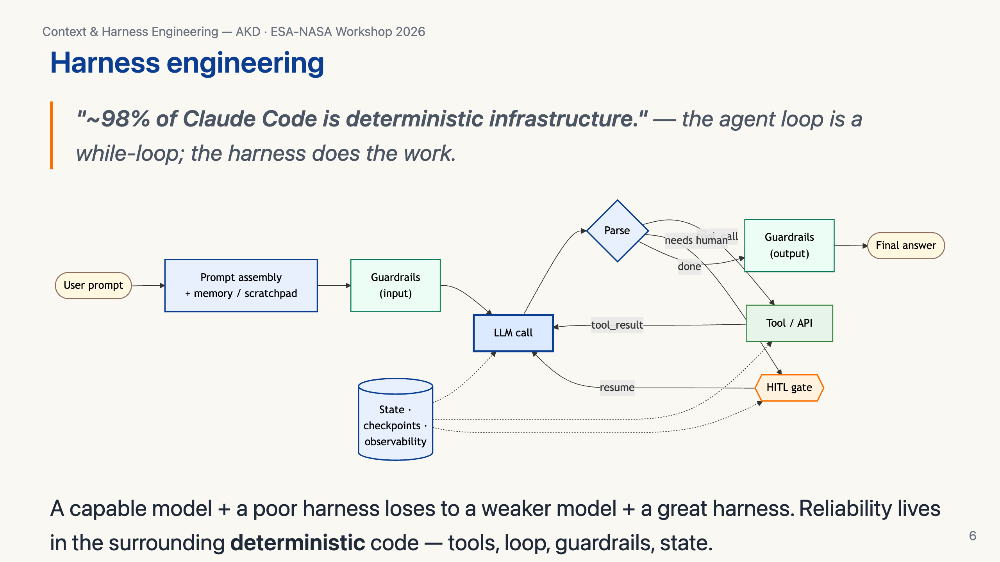 Context & Harness Engineering — AKD · ESA-NASA Workshop 2026
Harness engineering
"~98% of Claude Code is deterministic infrastructure." — the agent loop is a
while-loop; the harness does the work.
User prompt
Prompt assembly
+ memory / scratchpad
Guardrails
(input)
LLM call
Parse
tool_call
needs human
done
Guardrails
(output)
Final answer
tool_result
Tool / API
resume
HITL gate
State ·
checkpoints ·
observability
A capable model + a poor harness loses to a weaker model + a great harness. Reliability lives
in the surrounding deterministic code — tools, loop, guardrails, state.
6